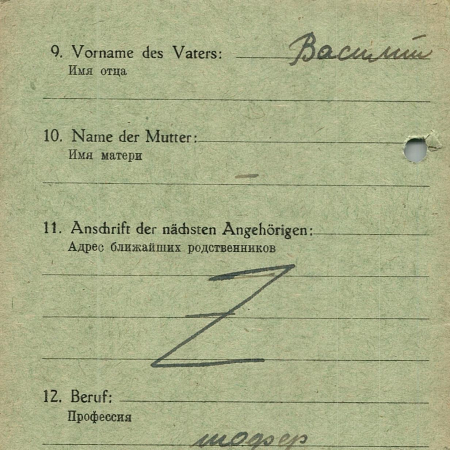 9. Vorname des Vaters: Василий
Имя отца
10. Name der Mutter:
Имя матери
—
11. Anschrift der nächsten Angehörigen:
Адрес ближайших родственников
Z
12. Beruf:
Профессия
шофер